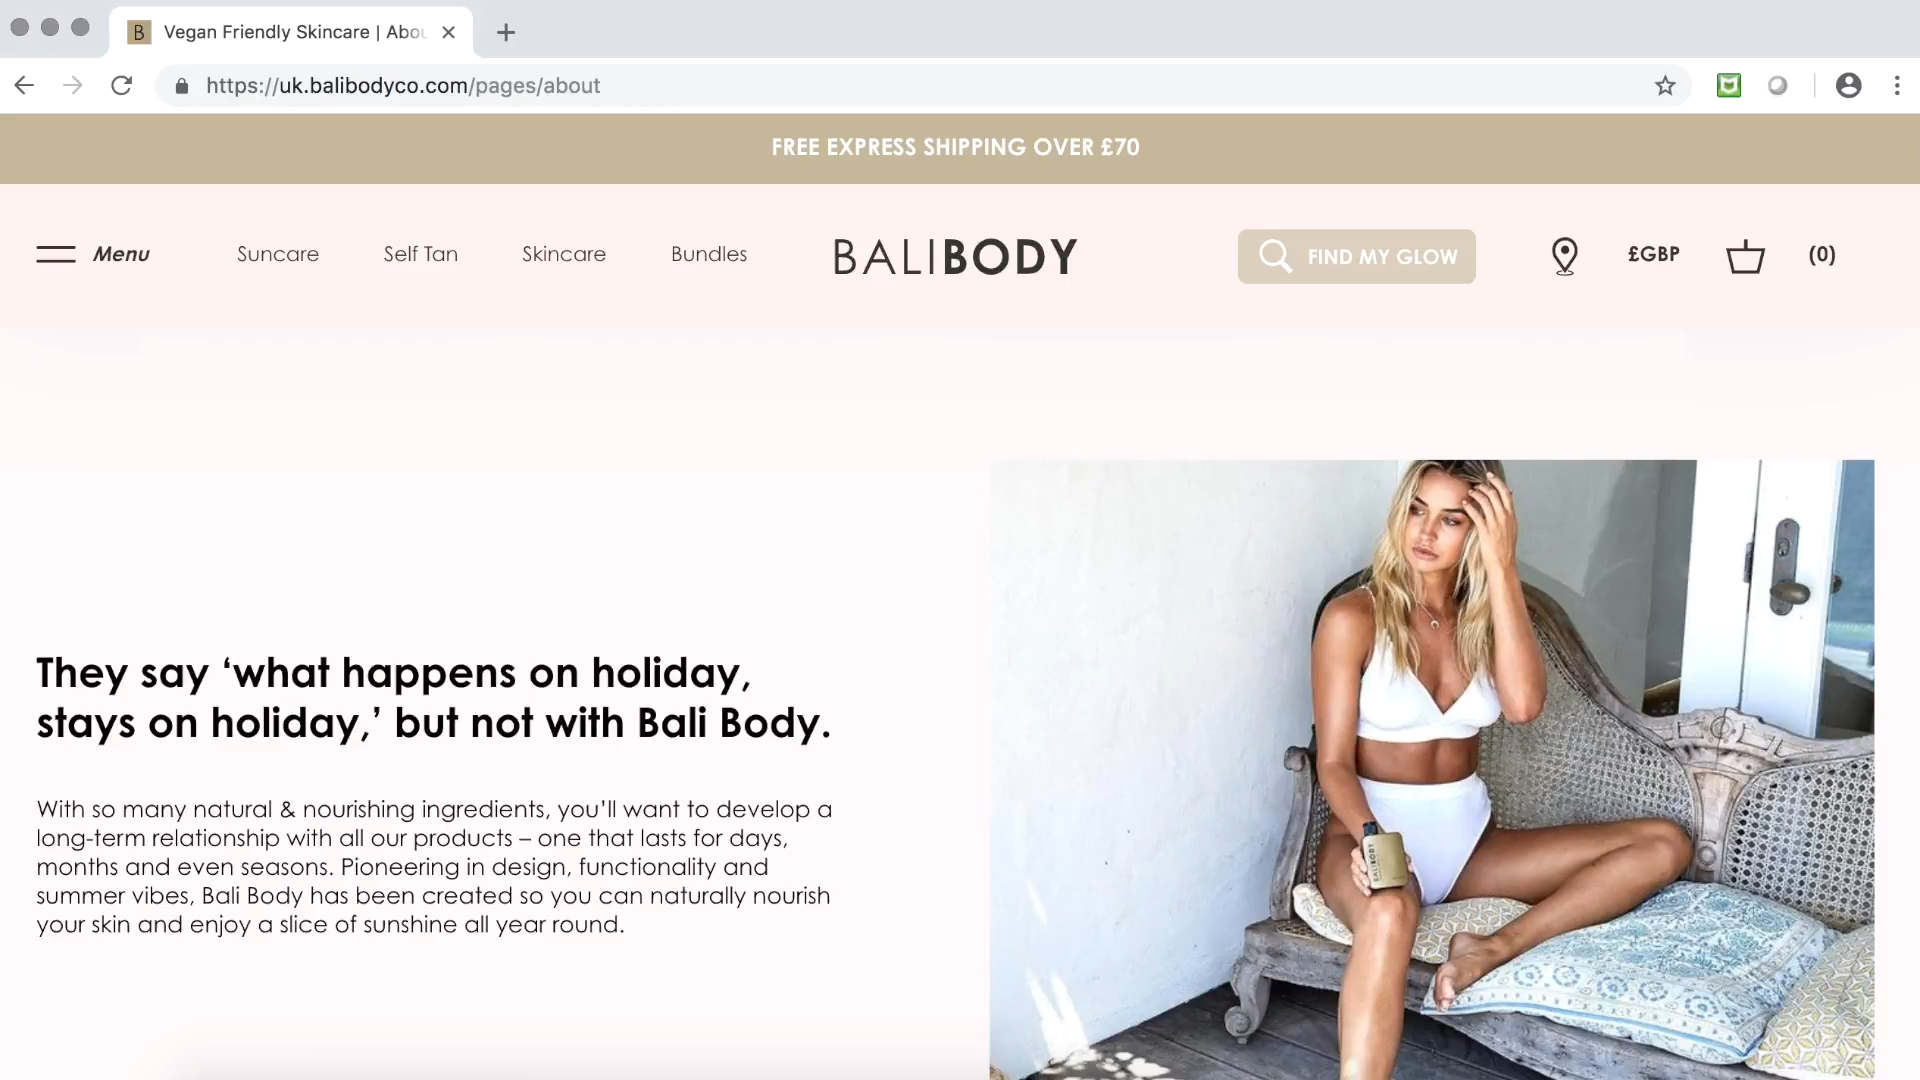 B Vegan Friendly Skincare | Abou
https://uk.balibodyco.com/pages/about
FREE EXPRESS SHIPPING OVER £70
Menu Suncare Self Tan Skincare Bundles BALIBODY FIND MY GLOW £GBP (0)
They say ‘what happens on holiday,
stays on holiday,’ but not with Bali Body.
With so many natural & nourishing ingredients, you’ll want to develop a
long-term relationship with all our products – one that lasts for days,
months and even seasons. Pioneering in design, functionality and
summer vibes, Bali Body has been created so you can naturally nourish
your skin and enjoy a slice of sunshine all year round.
BALIBODY